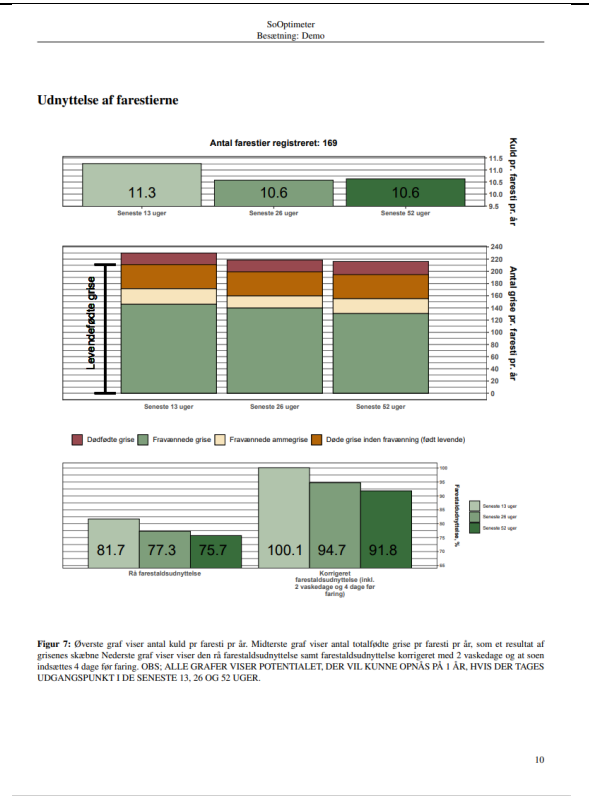 SoOptimeter
Besætning: Demo
Udnyttelse af farestierne
Antal farestier registreret: 169
11.5
11.0
10.5
10.0
9.5
Kuld pr. faresti pr. år
11.3
10.6
10.6
Seneste 13 uger
Seneste 26 uger
Seneste 52 uger
240
220
200
180
160
140
120
100
80
60
40
20
0
Antal grise pr. faresti pr. år
Levendefødte grise
Seneste 13 uger
Seneste 26 uger
Seneste 52 uger
Dødfødte grise
Fravænnede grise
Fravænnede ammegrise
Døde grise inden fravænning (født levende)
100
95
90
85
80
75
70
65
Farestaldsudnyttelse, %
81.7
77.3
75.7
100.1
94.7
91.8
Rå farestaldsudnyttelse
Korrigeret
farestaldsudnyttelse (inkl.
2 vaskedage og 4 dage før
faring)
Seneste 13 uger
Seneste 26 uger
Seneste 52 uger
Figur 7: Øverste graf viser antal kuld pr faresti pr år. Midterste graf viser antal totalfødte grise pr faresti pr år, som et resultat af
grisenes skæbne Nederste graf viser viser den rå farestaldsudnyttelse samt farestaldsudnyttelse korrigeret med 2 vaskedage og at soen
indsættes 4 dage før faring. OBS; ALLE GRAFER VISER POTENTIALET, DER VIL KUNNE OPNÅS PÅ 1 ÅR, HVIS DER TAGES
UDGANGSPUNKT I DE SENESTE 13, 26 OG 52 UGER.
10